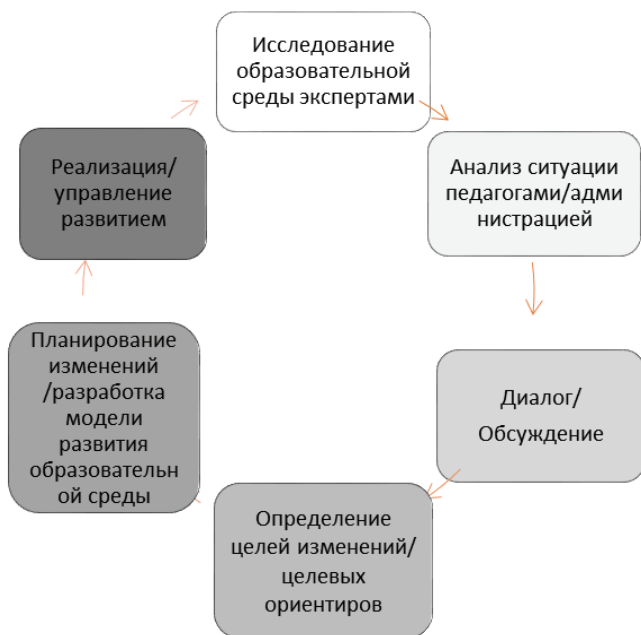 Исследование
образовательной
среды экспертами
Анализ ситуации
педагогами/адми
нистрацией
Диалог/
Обсуждение
Определение
целей изменений/
целевых
ориентиров
Планирование
изменений
/разработка
модели
развития
образовательн
ой среды
Реализация/
управление
развитием